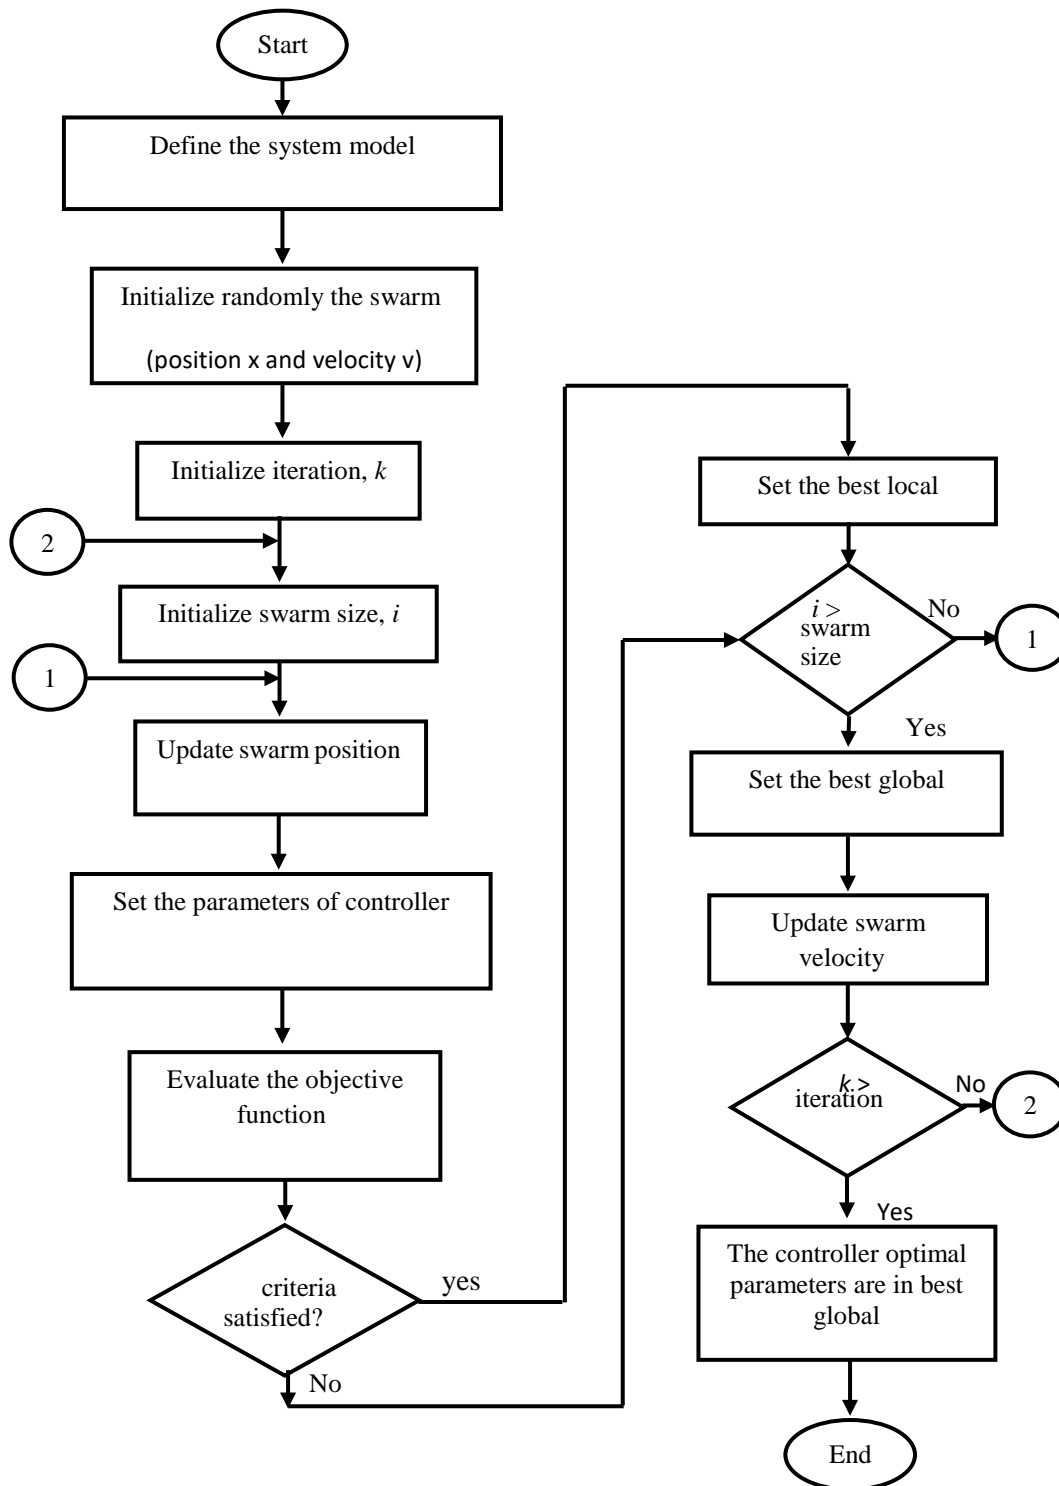 Start
Define the system model
Initialize randomly the swarm
(position x and velocity v)
Initialize iteration, k
2
Initialize swarm size, i
1
Update swarm position
Set the parameters of controller
Evaluate the objective
function
criteria
satisfied?
yes
No
Set the best local
i >
swarm
size
No
1
Yes
Set the best global
Update swarm
velocity
k.>
iteration
No
2
Yes
The controller optimal
parameters are in best
global
End